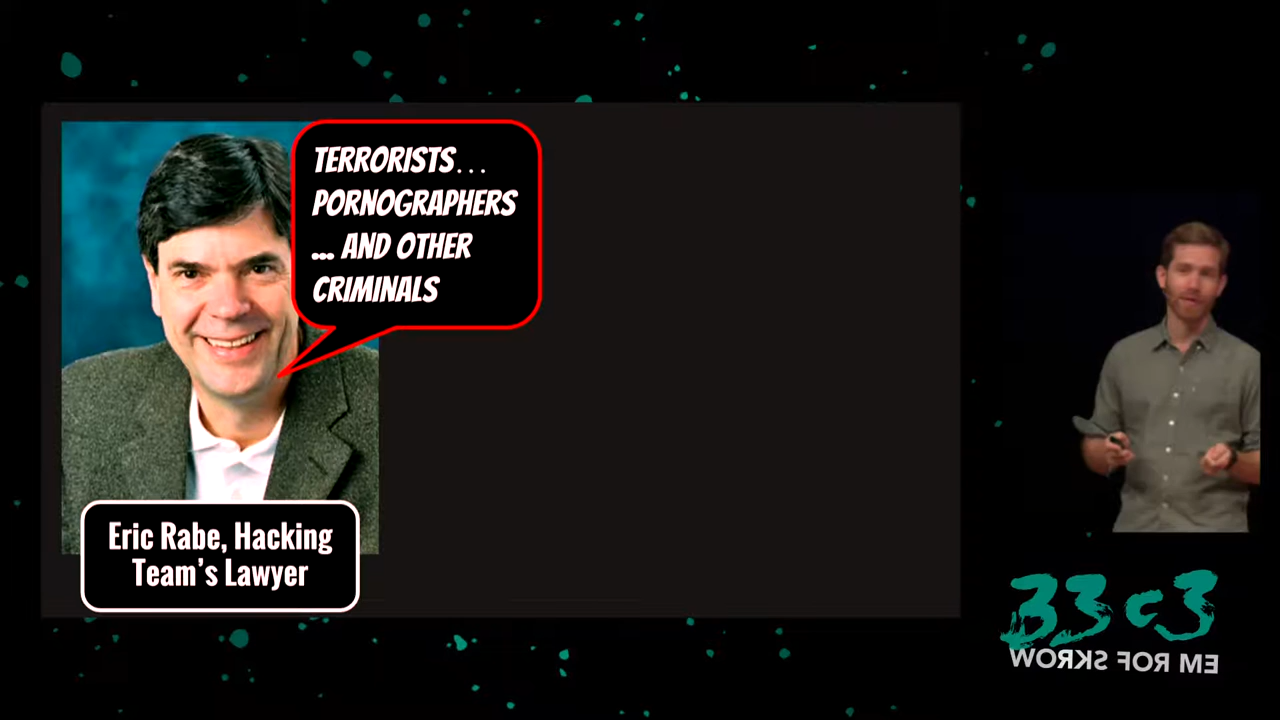 TERRORISTS...
PORNOGRAPHERS
... AND OTHER
CRIMINALS
Eric Rabe, Hacking
Team's Lawyer
33c3
WORKS FOR ME